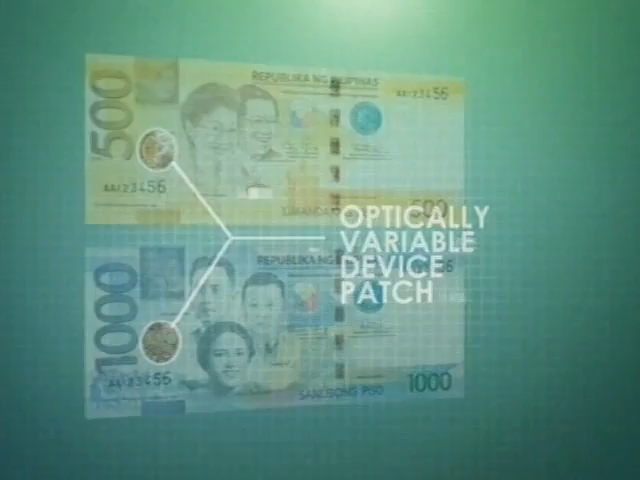 500
REPUBLIKA NG PILIPINAS
AA123456
AA123456
500
OPTICALLY
VARIABLE
DEVICE
PATCH
1000
REPUBLIKA NG
AA123456
SANLIBONG PISO
1000